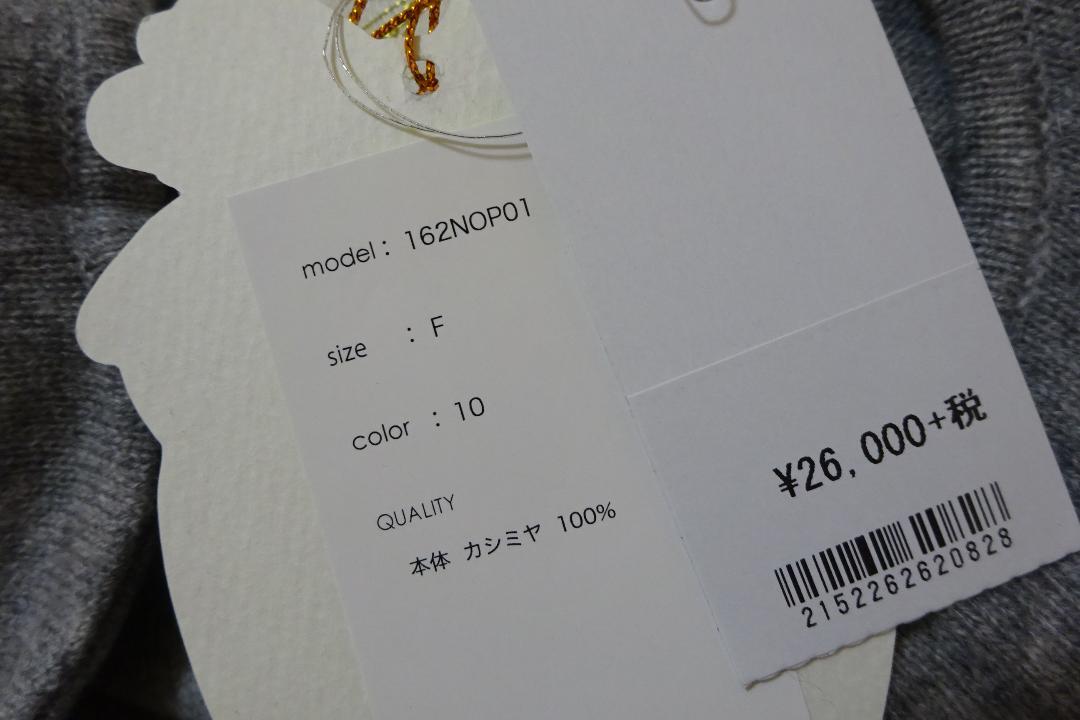 model : 162NOP01
size : F
color : 10
QUALITY
本体 カシミヤ 100%
¥26,000+税
2152262620828